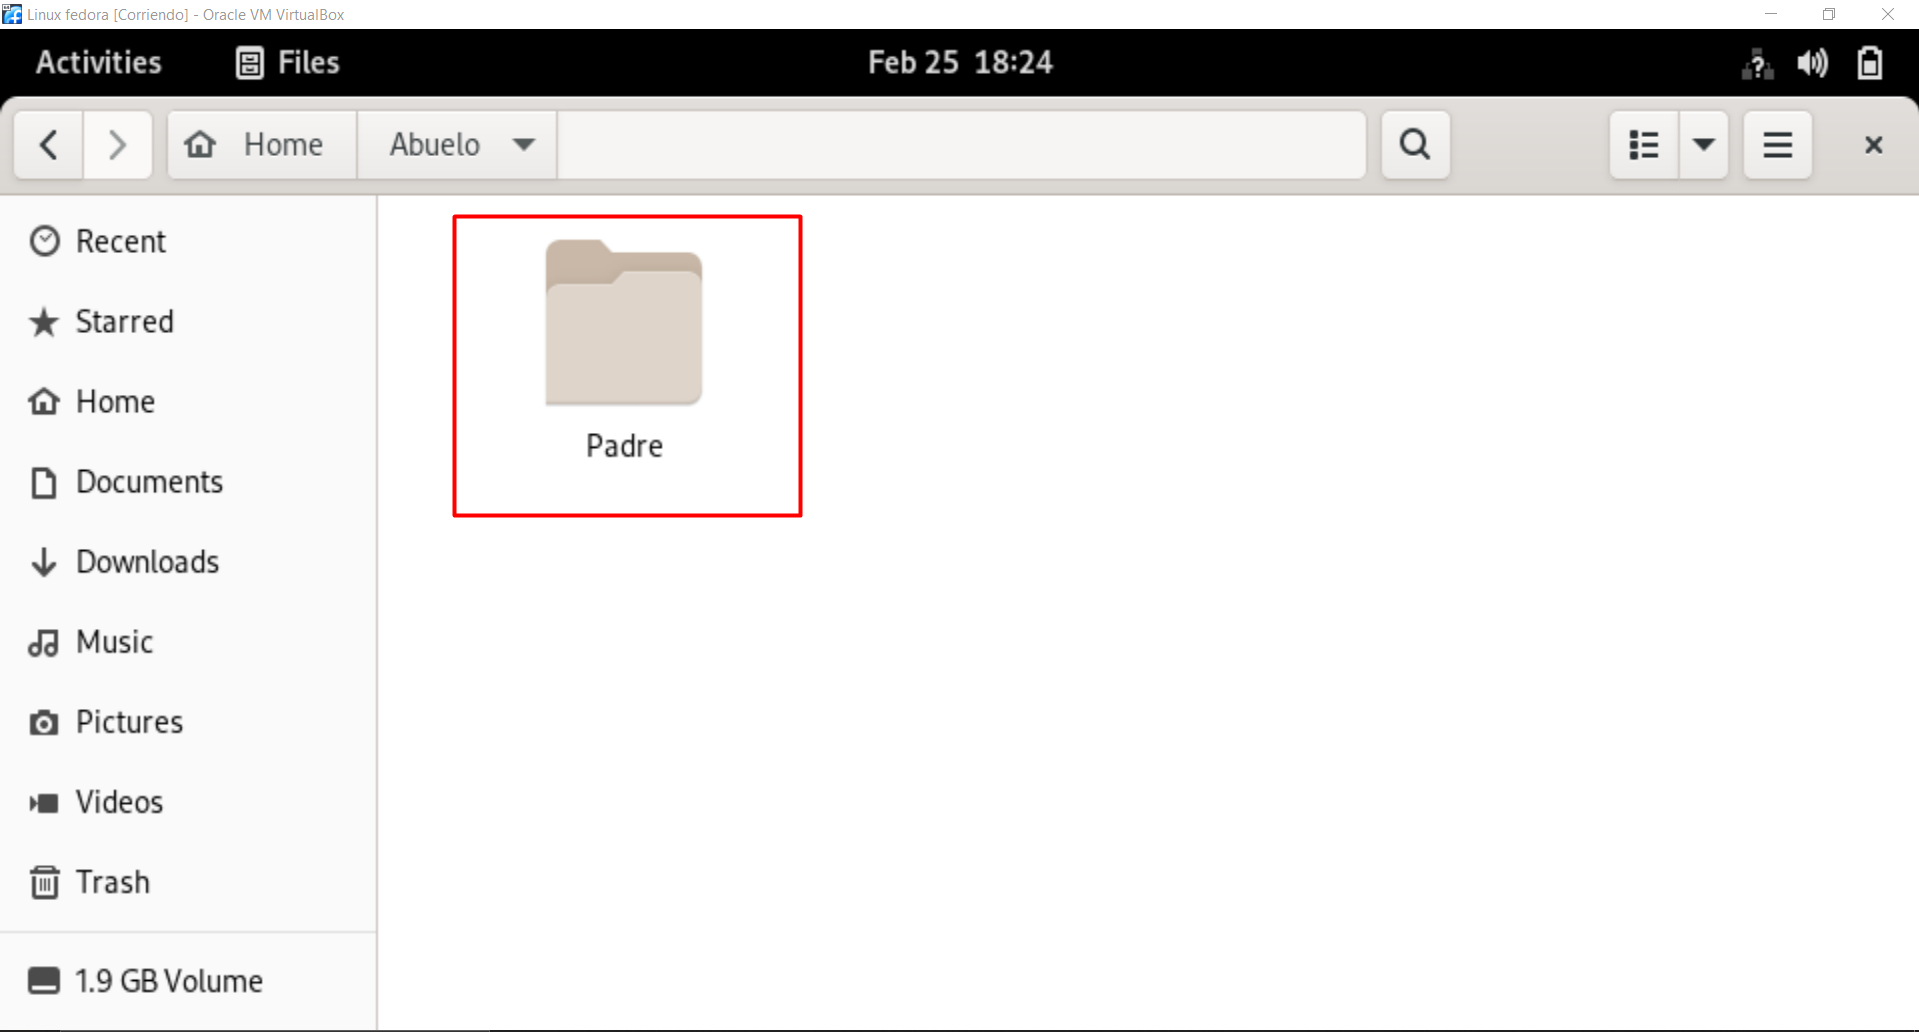 Linux fedora [Corriendo] - Oracle VM VirtualBox
Activities Files Feb 25 18:24
Home Abuelo
Recent
Starred
Home
Documents
Downloads
Music
Pictures
Videos
Trash
1.9 GB Volume
Padre